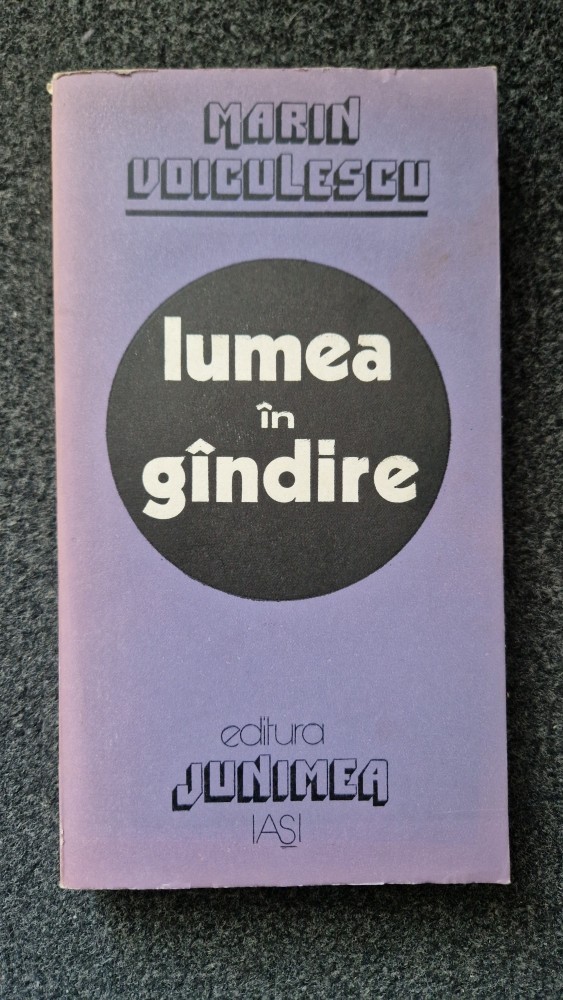 MARIN
VOICULESCU
lumea
în
gîndire
editura
JUNIMEA
IAȘI